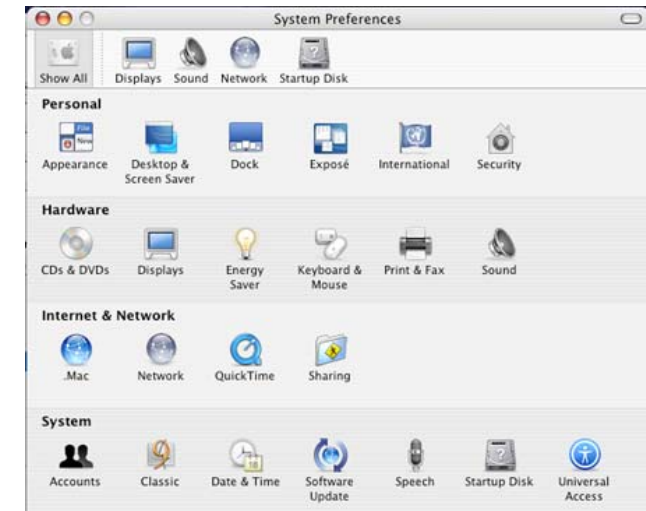 System Preferences
Show All Displays Sound Network Startup Disk
Personal
Appearance Desktop & Dock Exposé International Security
Screen Saver
Hardware
CDs & DVDs Displays Energy Keyboard & Print & Fax Sound
Saver Mouse
Internet & Network
.Mac Network QuickTime Sharing
System
Accounts Classic Date & Time Software Speech Startup Disk Universal
Update Access